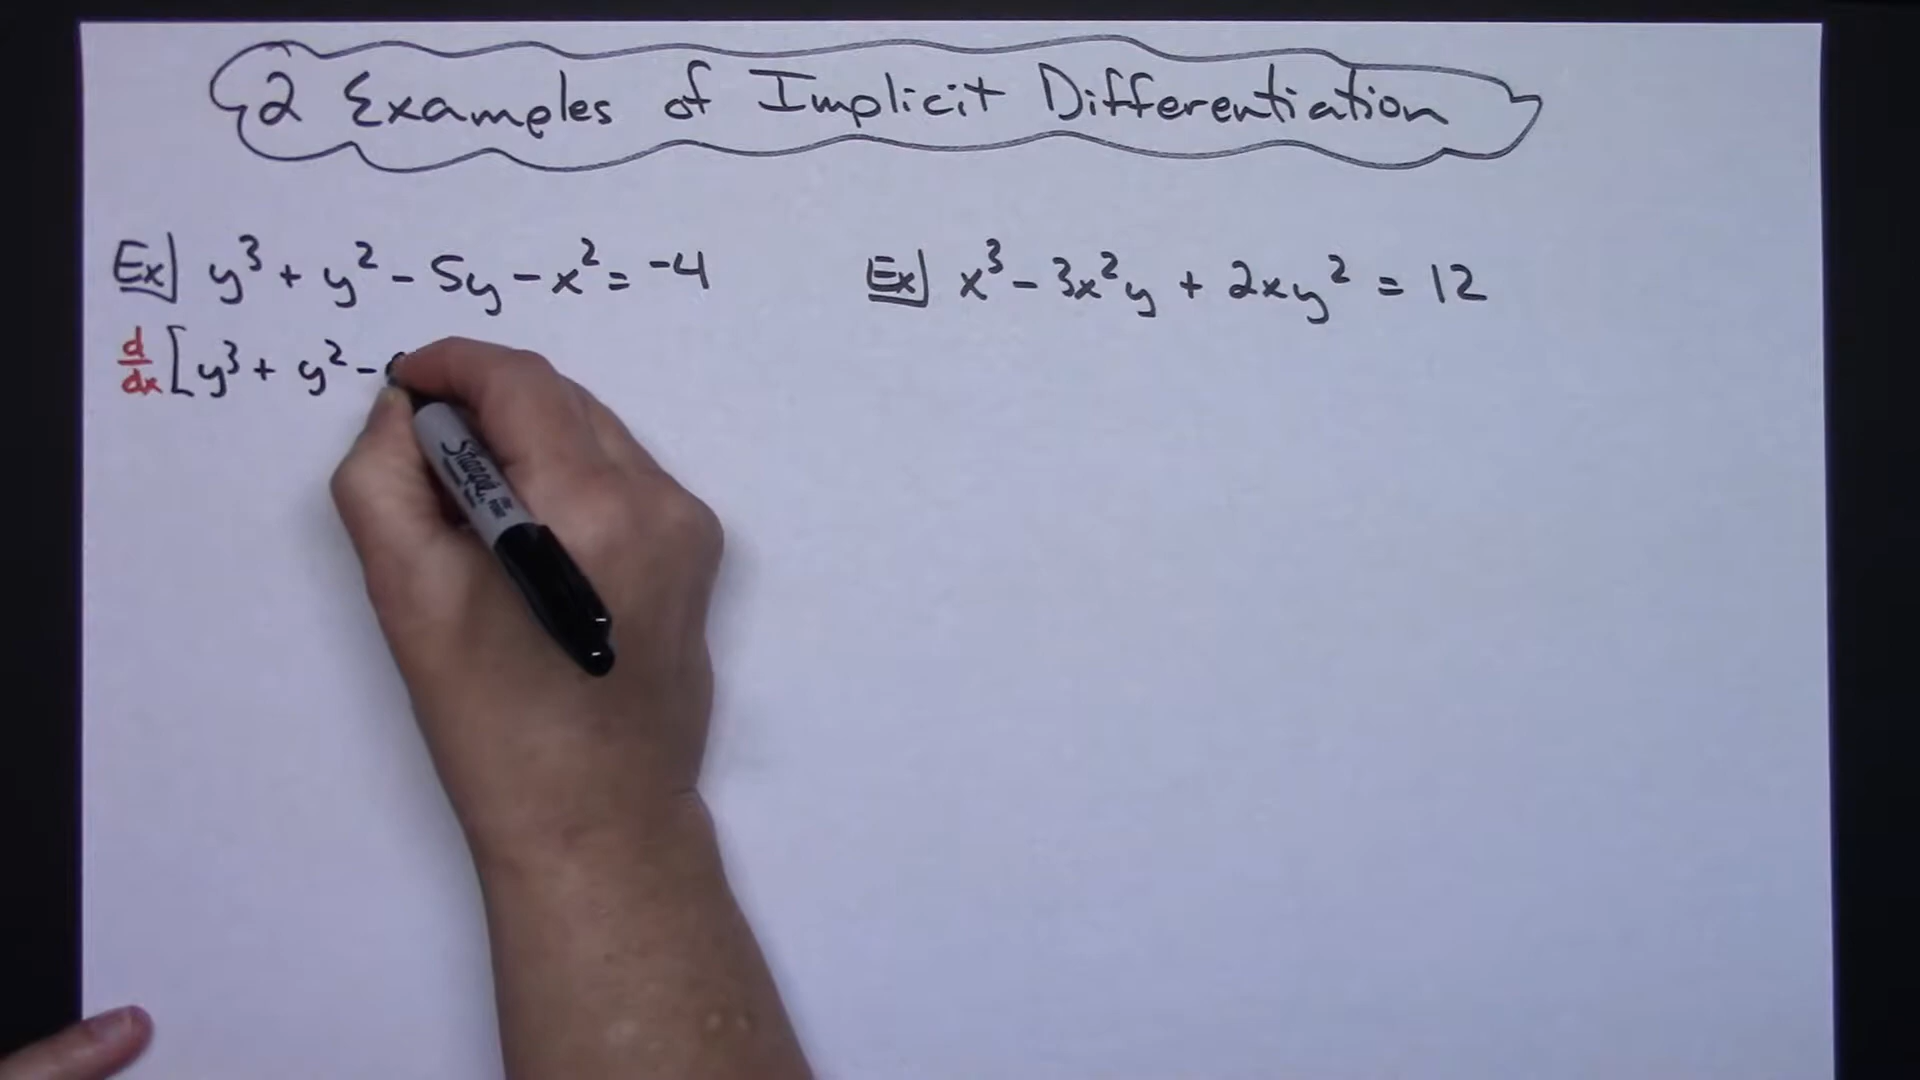 2 Examples of Implicit Differentiation
Ex] y³ + y² - 5y - x² = -4
Ex] x³ - 3x²y + 2xy² = 12
d/dx [y³ + y² -
Sharpie